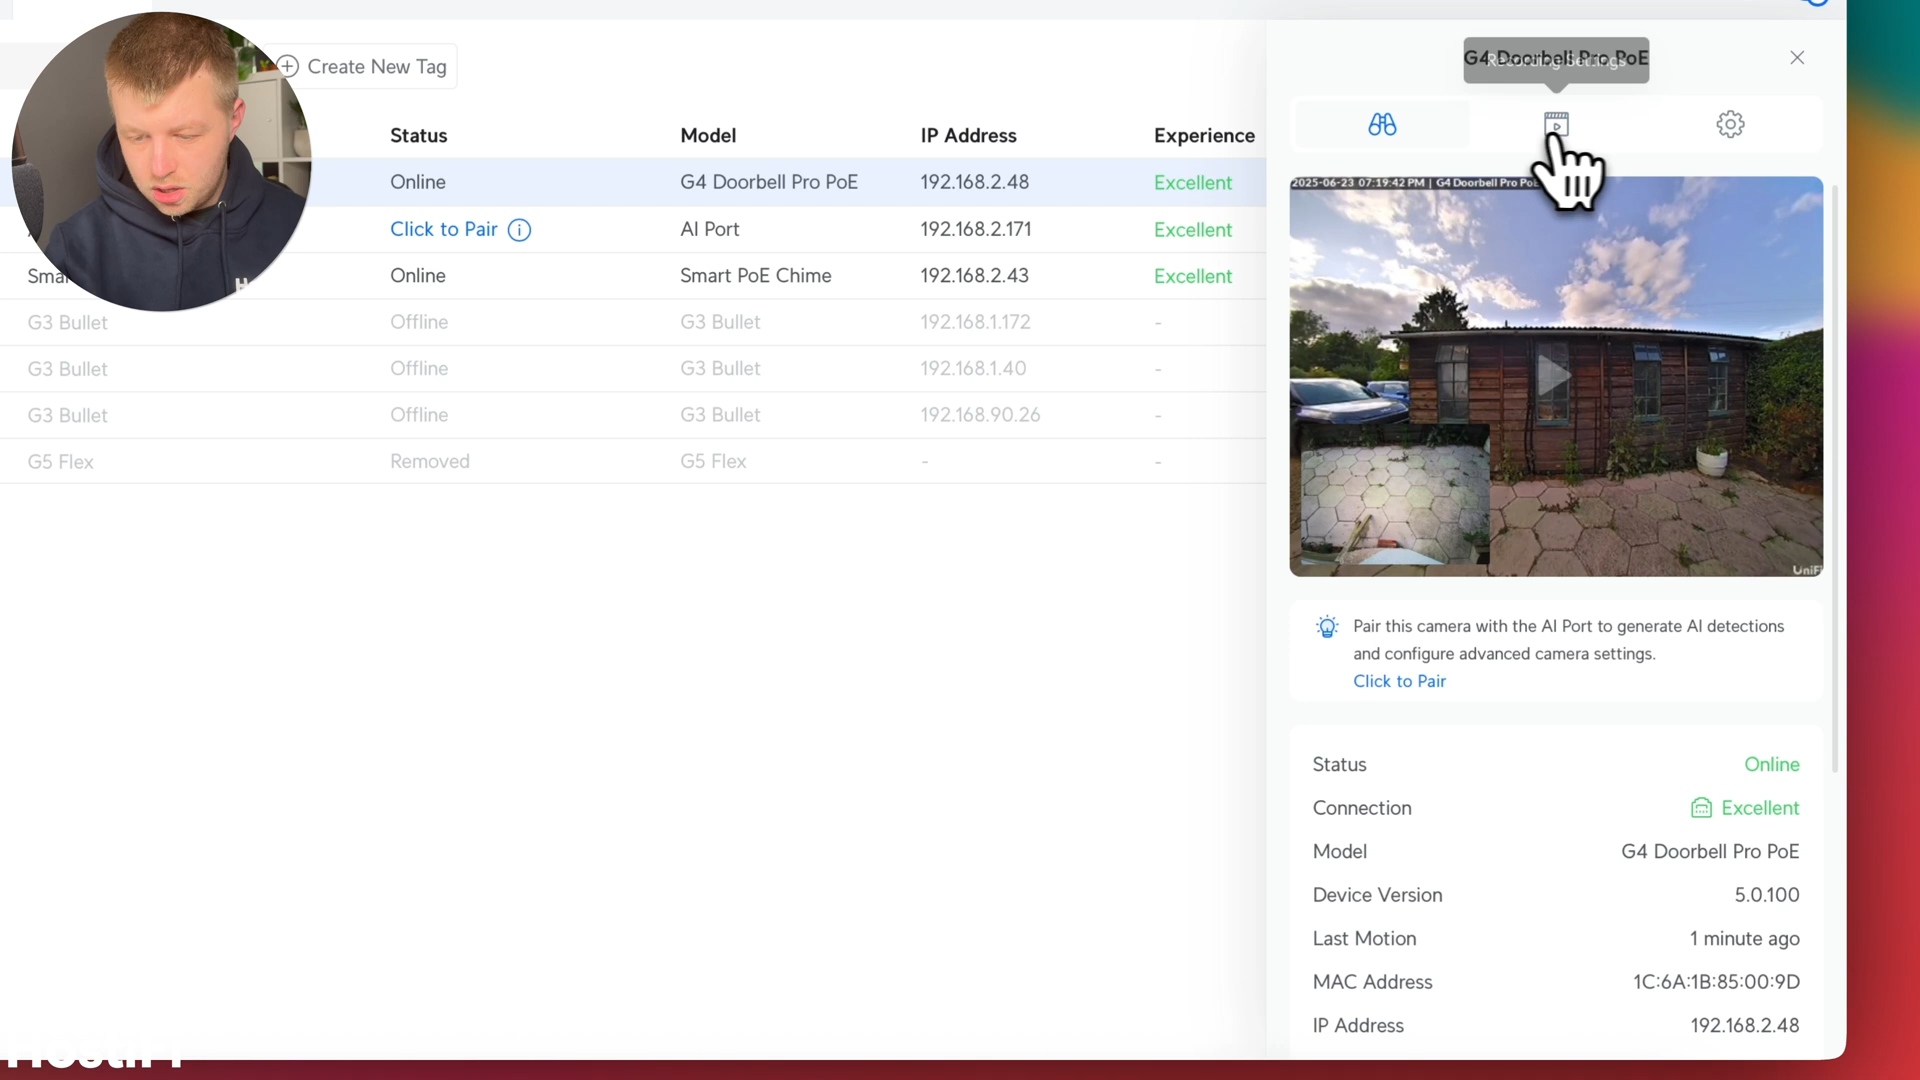 Create New Tag
G4 Doorbell Pro PoE
Recording Settings
Status Model IP Address Experience
Online G4 Doorbell Pro PoE 192.168.2.48 Excellent
Click to Pair AI Port 192.168.2.171 Excellent
Online Smart PoE Chime 192.168.2.43 Excellent
G3 Bullet Offline G3 Bullet 192.168.1.172 -
G3 Bullet Offline G3 Bullet 192.168.1.40 -
G3 Bullet Offline G3 Bullet 192.168.90.26 -
G5 Flex Removed G5 Flex - -
2025-06-23 07:19:42 PM | G4 Doorbell Pro PoE
UniFi
Pair this camera with the AI Port to generate AI detections
and configure advanced camera settings.
Click to Pair
Status Online
Connection Excellent
Model G4 Doorbell Pro PoE
Device Version 5.0.100
Last Motion 1 minute ago
MAC Address 1C:6A:1B:85:00:9D
IP Address 192.168.2.48
HostiFi